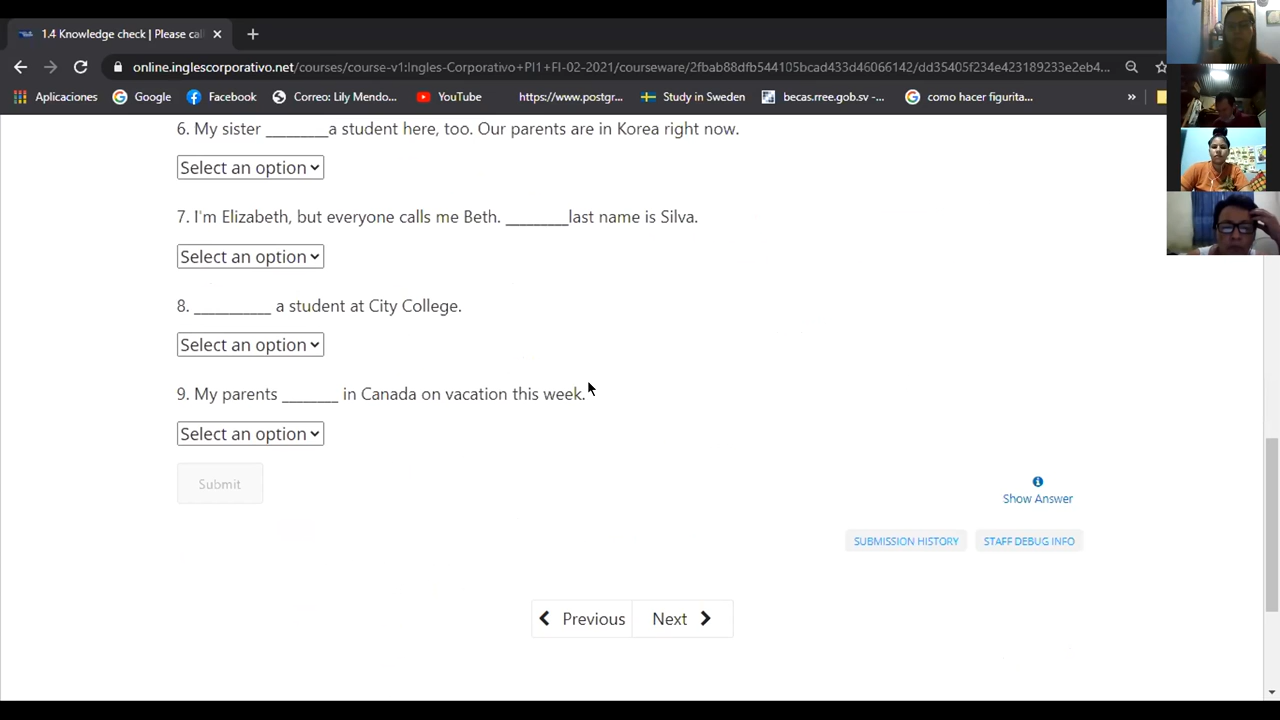 1.4 Knowledge check | Please cal
online.inglescorporativo.net/courses/course-v1:Ingles-Corporativo+PI1+FI-02-2021/courseware/2fbab88dfb544105bcad433d46066142/dd35405f234e423189233e2eb4...
Aplicaciones Google Facebook Correo: Lily Mendo... YouTube https://www.postgr... Study in Sweden becas.rree.gob.sv -... como hacer figurita... »
6. My sister _________a student here, too. Our parents are in Korea right now.
Select an option
7. I'm Elizabeth, but everyone calls me Beth. _________last name is Silva.
Select an option
8. ___________ a student at City College.
Select an option
9. My parents ________ in Canada on vacation this week.
Select an option
Submit
Show Answer
SUBMISSION HISTORY STAFF DEBUG INFO
Previous Next